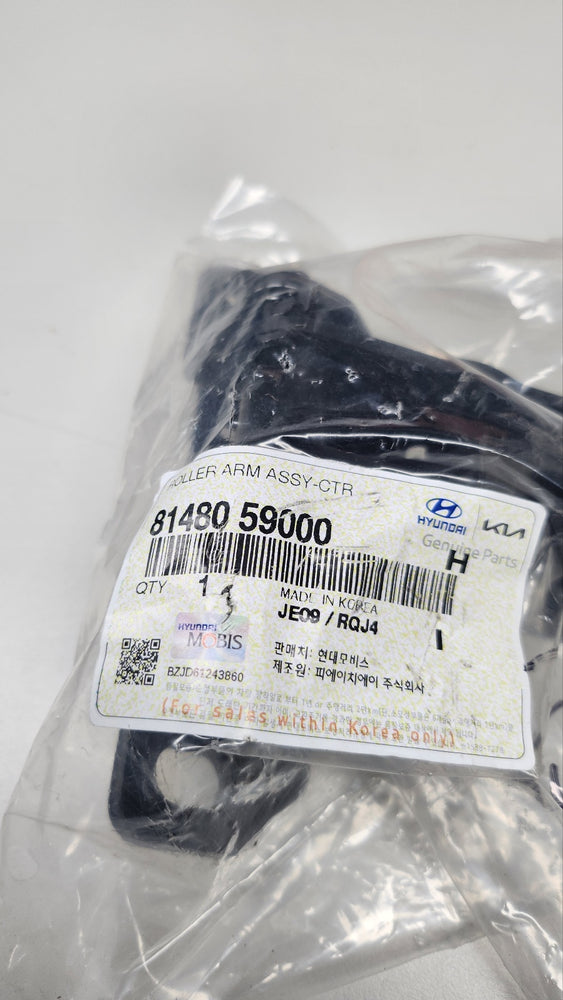 ROLLER ARM ASSY-CTR
81480 59000
HYUNDAI KIA
Genuine Parts
H
QTY 1
MADE IN KOREA
JE09 / RQJ4
I
HYUNDAI
MOBIS
판매처: 현대모비스
제조원: 피에이치에이 주식회사
BZJD61243860
(For sales within Korea only)